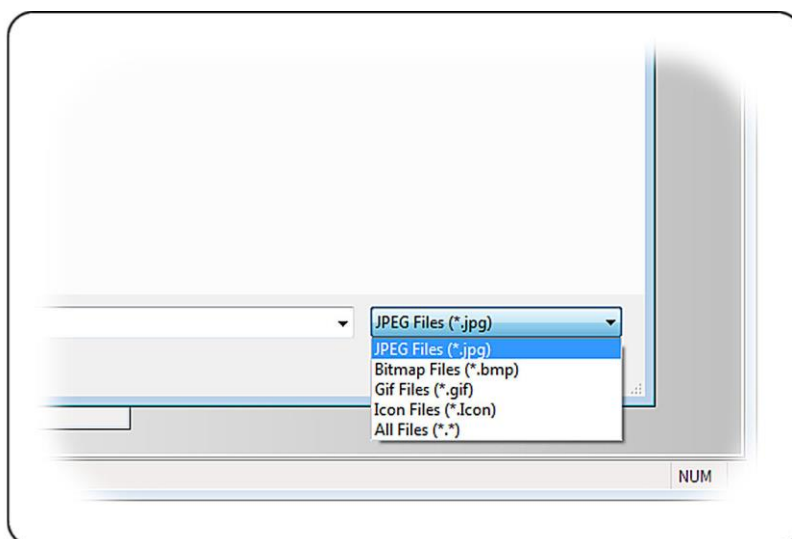 JPEG Files (*.jpg)
JPEG Files (*.jpg)
Bitmap Files (*.bmp)
Gif Files (*.gif)
Icon Files (*.Icon)
All Files (*.*)
NUM